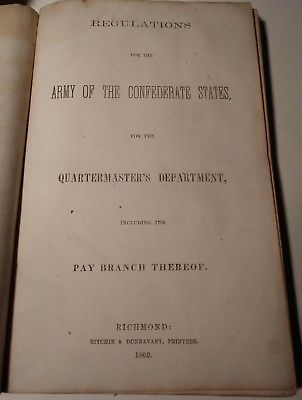 REGULATIONS
FOR THE
ARMY OF THE CONFEDERATE STATES,
FOR THE
QUARTERMASTER'S DEPARTMENT,
INCLUDING THE
PAY BRANCH THEREOF.
RICHMOND:
RITCHIE & DUNNAVANT, PRINTERS.
1862.